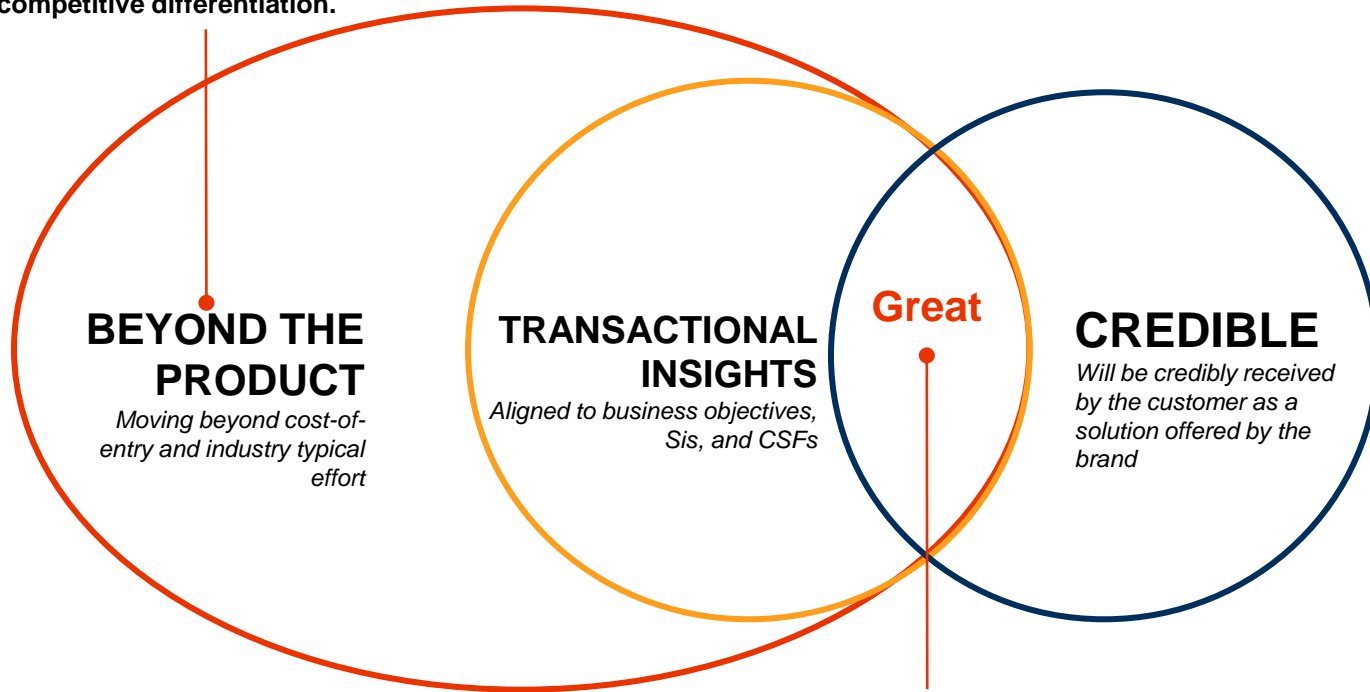 competitive differentiation.
BEYOND THE
PRODUCT
Moving beyond cost-of-
entry and industry typical
effort
TRANSACTIONAL
INSIGHTS
Aligned to business objectives,
Sis, and CSFs
Great
CREDIBLE
Will be credibly received
by the customer as a
solution offered by the
brand